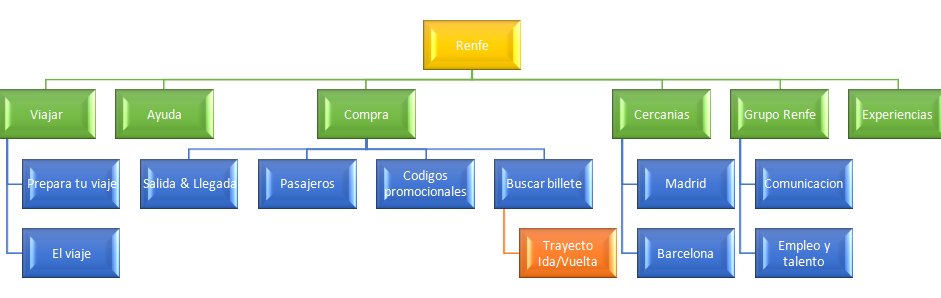 Renfe
Viajar
Ayuda
Compra
Cercanias
Grupo Renfe
Experiencias
Prepara tu viaje
Salida & Llegada
Pasajeros
Codigos
promocionales
Buscar billete
Madrid
Comunicacion
El viaje
Trayecto
Ida/Vuelta
Barcelona
Empleo y
talento